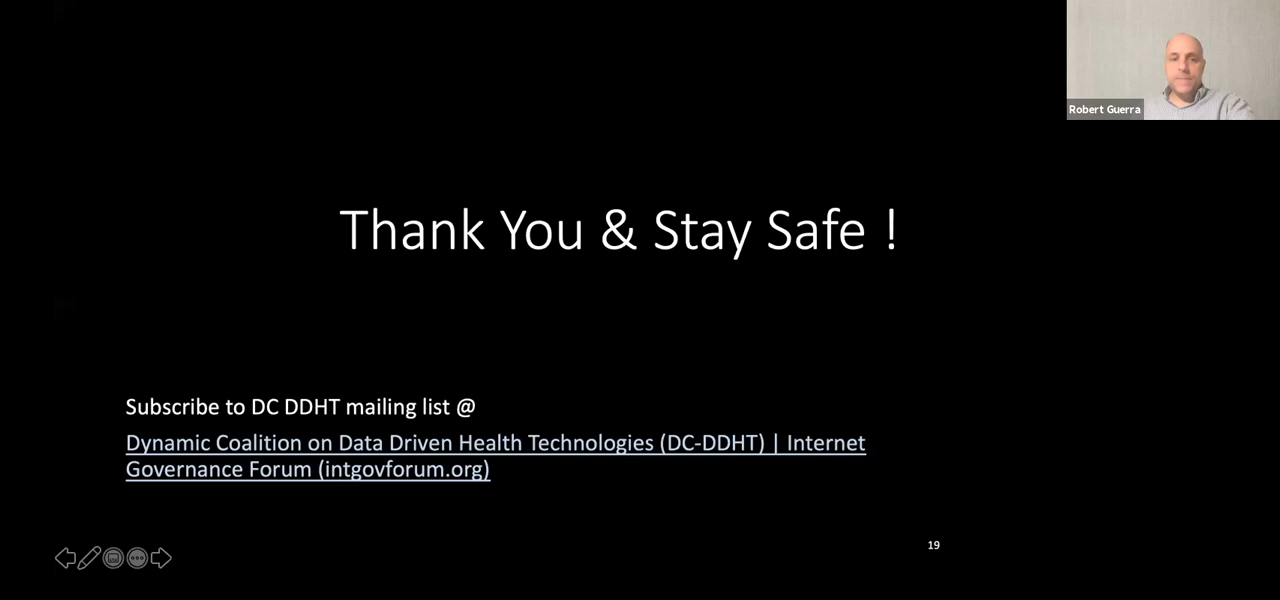 Robert Guerra
Thank You & Stay Safe !
Subscribe to DC DDHT mailing list @
Dynamic Coalition on Data Driven Health Technologies (DC-DDHT) | Internet
Governance Forum (intgovforum.org)
19